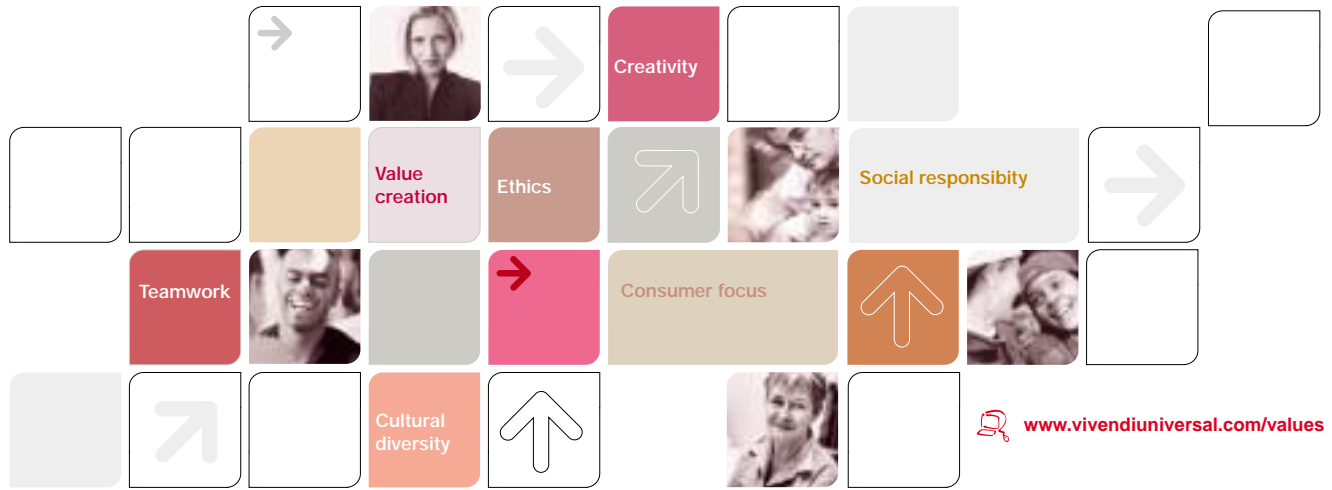 Creativity
Value
creation
Ethics
Social responsibity
Teamwork
Consumer focus
Cultural
diversity
www.vivendiuniversal.com/values